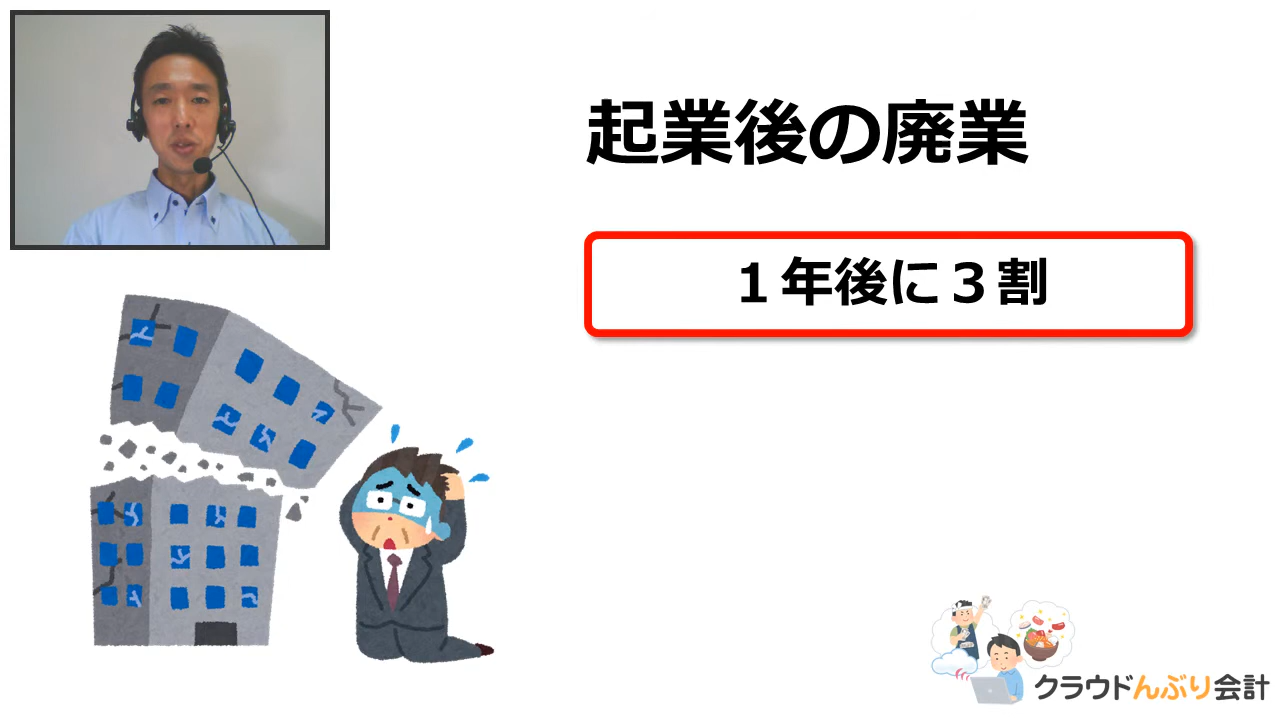 起業後の廃業
１年後に３割
クラウドんぶり会計